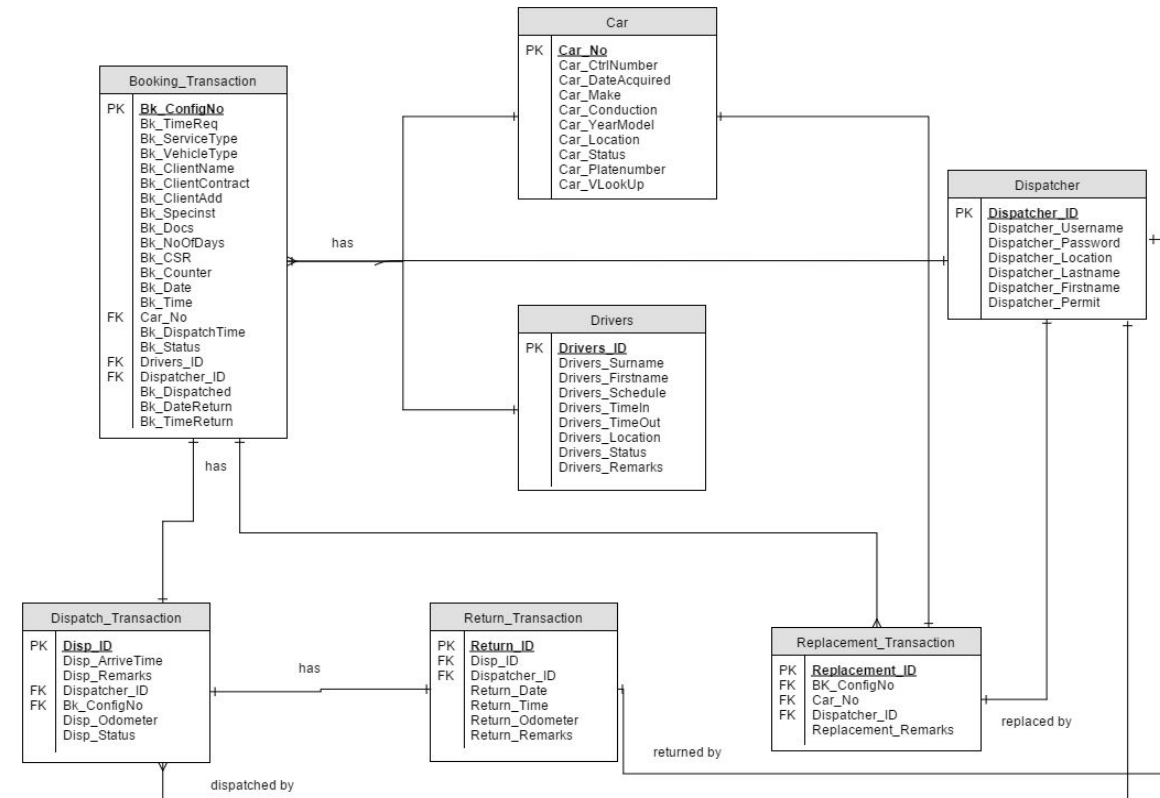 Car
PK Car_No
Car_CtrlNumber
Car_DateAcquired
Car_Make
Car_Conduction
Car_YearModel
Car_Location
Car_Status
Car_Platenumber
Car_VLookUp
Booking_Transaction
PK Bk_ConfigNo
Bk_TimeReq
Bk_ServiceType
Bk_VehicleType
Bk_ClientName
Bk_ClientContract
Bk_ClientAdd
Bk_Specinst
Bk_Docs
Bk_NoOfDays
Bk_CSR
Bk_Counter
Bk_Date
Bk_Time
FK Car_No
Bk_DispatchTime
Bk_Status
FK Drivers_ID
FK Dispatcher_ID
Bk_Dispatched
Bk_DateReturn
Bk_TimeReturn
has
Dispatcher
PK Dispatcher_ID
Dispatcher_Username
Dispatcher_Password
Dispatcher_Location
Dispatcher_Lastname
Dispatcher_Firstname
Dispatcher_Permit
Drivers
PK Drivers_ID
Drivers_Surname
Drivers_Firstname
Drivers_Schedule
Drivers_TimeIn
Drivers_TimeOut
Drivers_Location
Drivers_Status
Drivers_Remarks
has
Dispatch_Transaction
PK Disp_ID
Disp_ArriveTime
Disp_Remarks
FK Dispatcher_ID
FK Bk_ConfigNo
Disp_Odometer
Disp_Status
has
Return_Transaction
PK Return_ID
FK Disp_ID
FK Dispatcher_ID
Return_Date
Return_Time
Return_Odometer
Return_Remarks
Replacement_Transaction
PK Replacement_ID
FK BK_ConfigNo
FK Car_No
FK Dispatcher_ID
Replacement_Remarks
replaced by
returned by
dispatched by